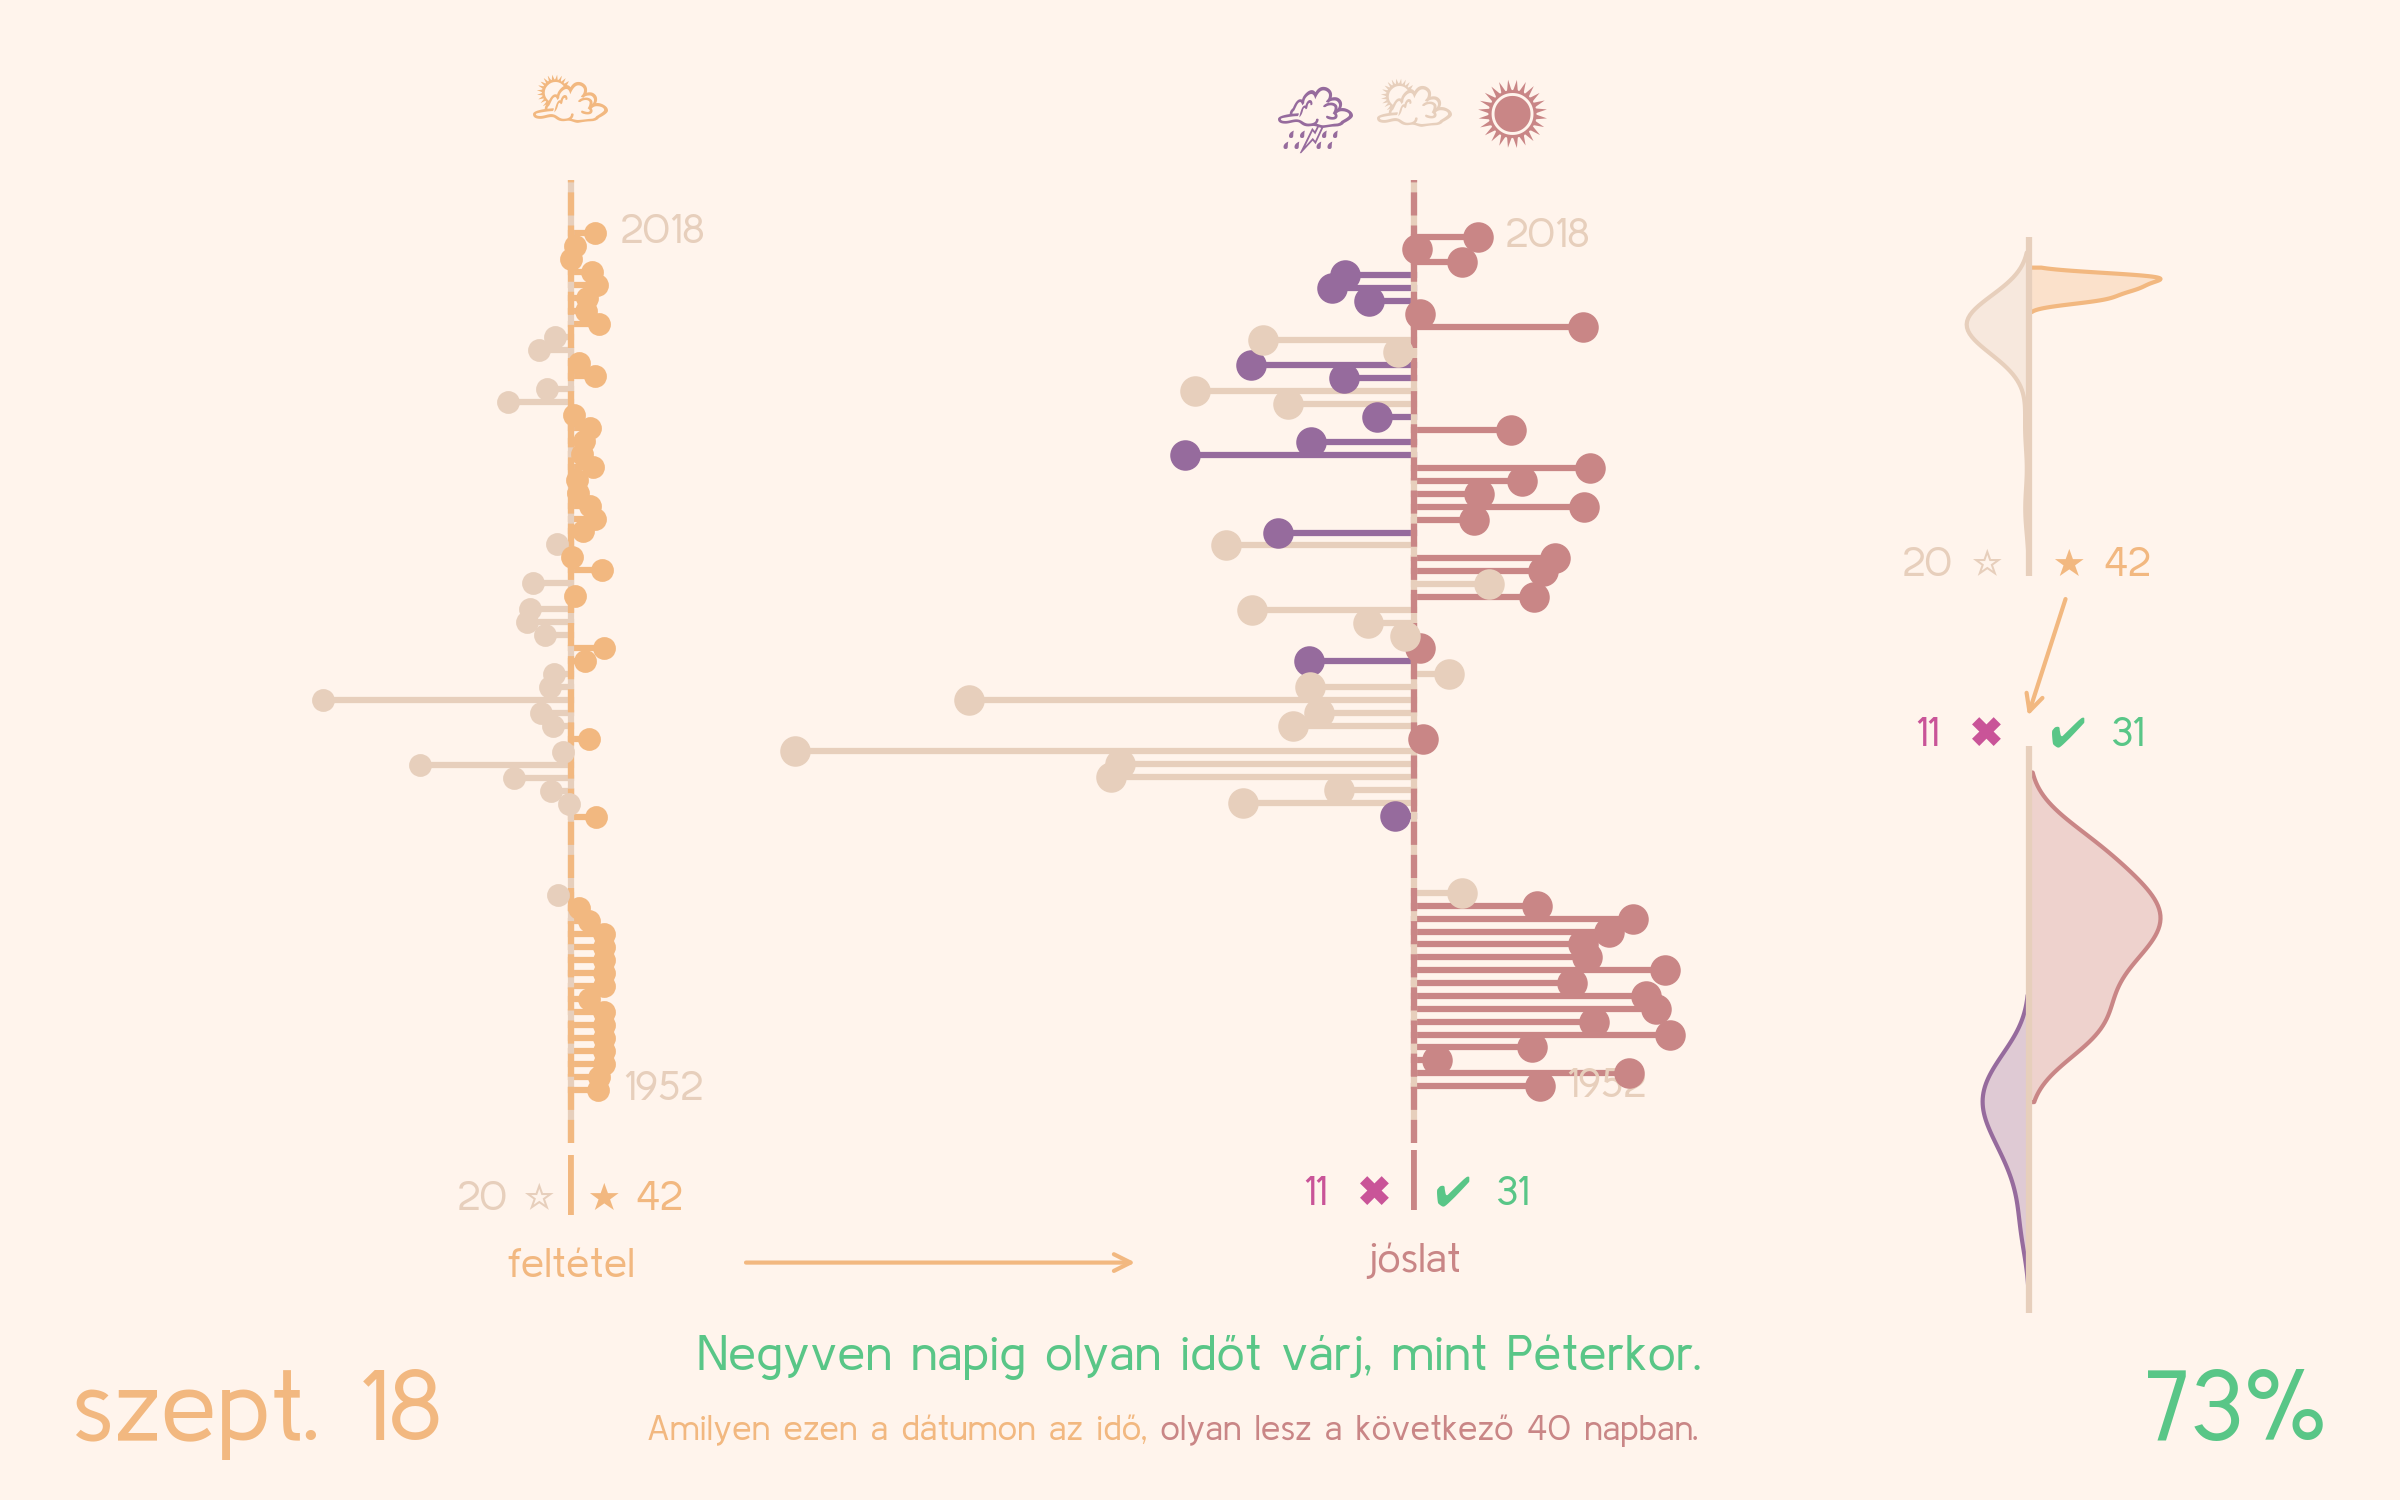 2018
2018
20 ☆ ★ 42
11 ✖ ✔ 31
1952
1952
20 ☆ ★ 42
11 ✖ ✔ 31
feltétel
jóslat
Negyven napig olyan időt várj, mint Péterkor.
szept. 18
73%
Amilyen ezen a dátumon az idő, olyan lesz a következő 40 napban.